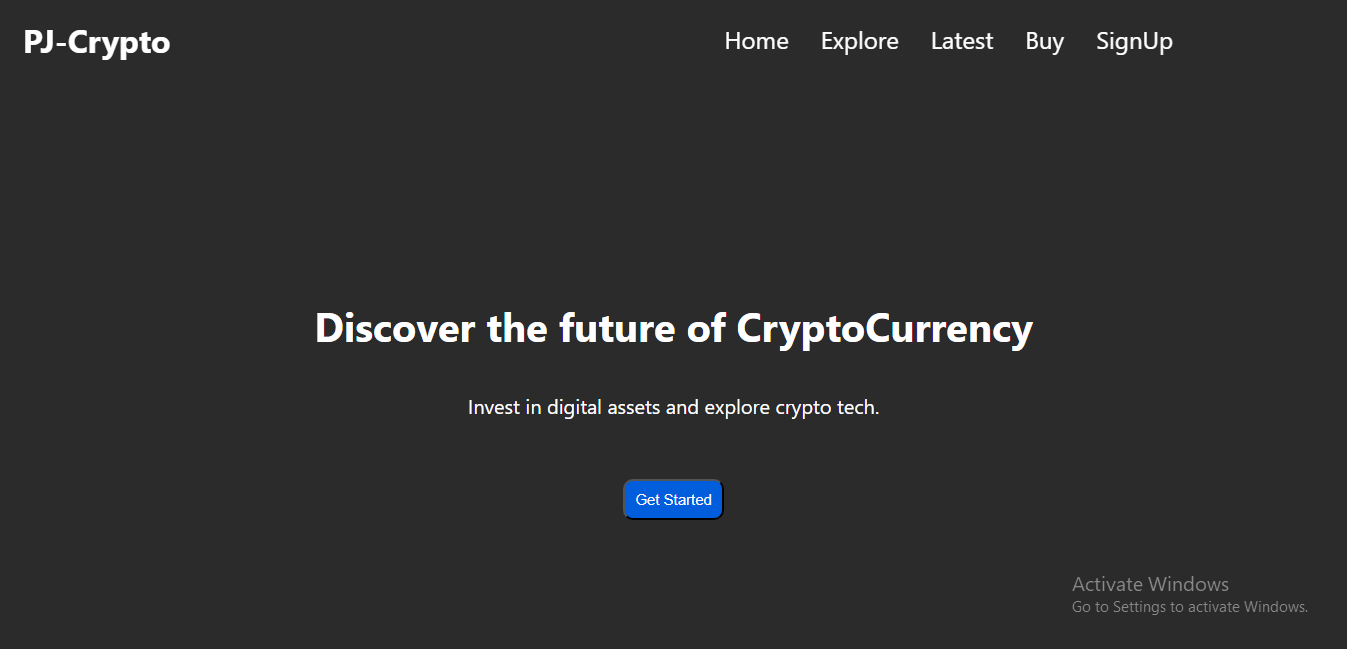 PJ-Crypto
Home Explore Latest Buy SignUp
Discover the future of CryptoCurrency
Invest in digital assets and explore crypto tech.
Get Started
Activate Windows
Go to Settings to activate Windows.